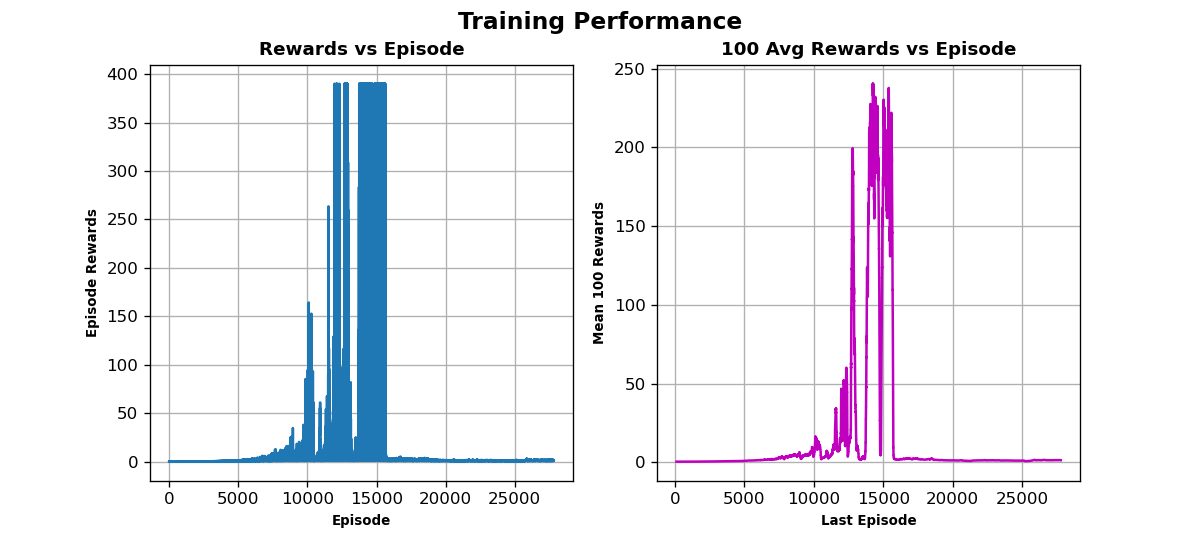 Training Performance
Rewards vs Episode
400
350
300
250
200
150
100
50
0
Episode Rewards
0 5000 10000 15000 20000 25000
Episode
100 Avg Rewards vs Episode
250
200
150
100
50
0
Mean 100 Rewards
0 5000 10000 15000 20000 25000
Last Episode